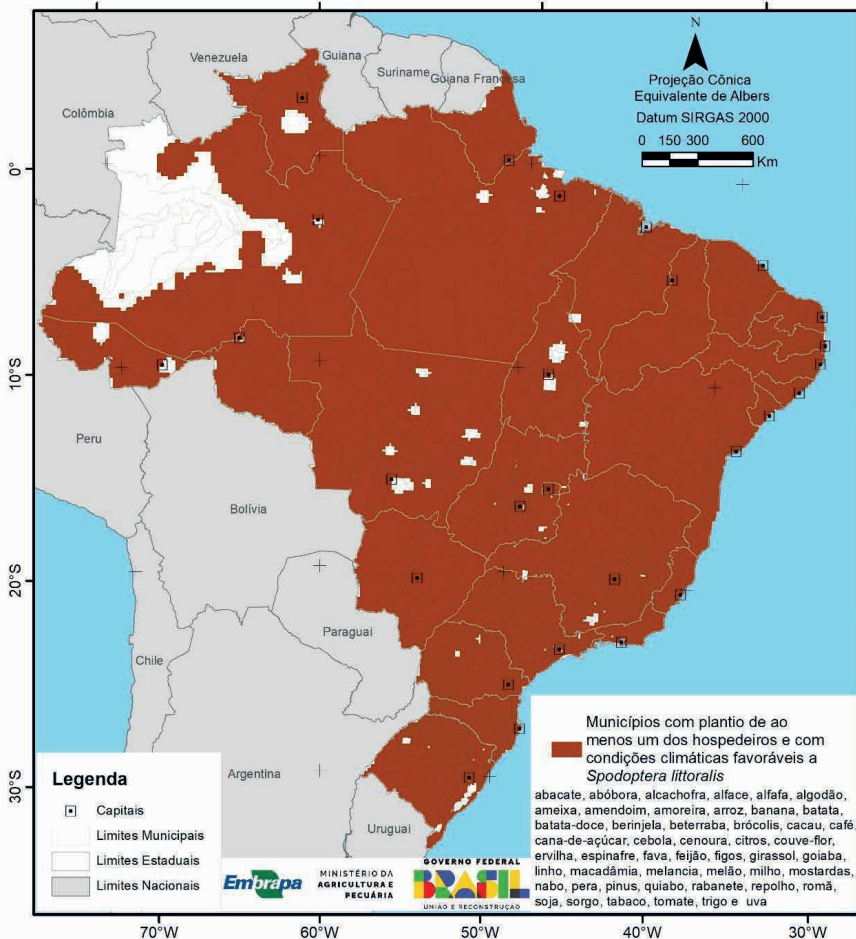 N
Projeção Cônica
Equivalente de Albers
Datum SIRGAS 2000
0 150 300 600
Km
Venezuela
Guiana
Suriname
Guiana Francesa
Colômbia
0°
10°S
Peru
Bolívia
20°S
Paraguai
Chile
Argentina
30°S
Uruguai
Legenda
Capitais
Limites Municipais
Limites Estaduais
Limites Nacionais
Embrapa
MINISTÉRIO DA
AGRICULTURA E
PECUÁRIA
GOVERNO FEDERAL
BRASIL
UNIÃO E RECONSTRUÇÃO
Municípios com plantio de ao
menos um dos hospedeiros e com
condições climáticas favoráveis a
Spodoptera littoralis
abacate, abóbora, alcachofra, alface, alfafa, algodão,
ameixa, amendoim, amoreira, arroz, banana, batata,
batata-doce, berinjela, beterraba, brócolis, cacau, café,
cana-de-açúcar, cebola, cenoura, citros, couve-flor,
ervilha, espinafre, fava, feijão, figos, girassol, goiaba,
linho, macadâmia, melancia, melão, milho, mostardas,
nabo, pera, pinus, quiabo, rabanete, repolho, romã,
soja, sorgo, tabaco, tomate, trigo e uva
70°W 60°W 50°W 40°W 30°W